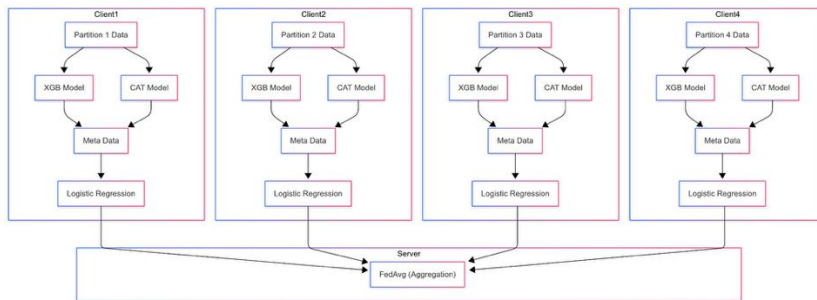 Client1
Client2
Client3
Client4
Partition 1 Data
Partition 2 Data
Partition 3 Data
Partition 4 Data
XGB Model
CAT Model
XGB Model
CAT Model
XGB Model
CAT Model
XGB Model
CAT Model
Meta Data
Meta Data
Meta Data
Meta Data
Logistic Regression
Logistic Regression
Logistic Regression
Logistic Regression
Server
FedAvg (Aggregation)